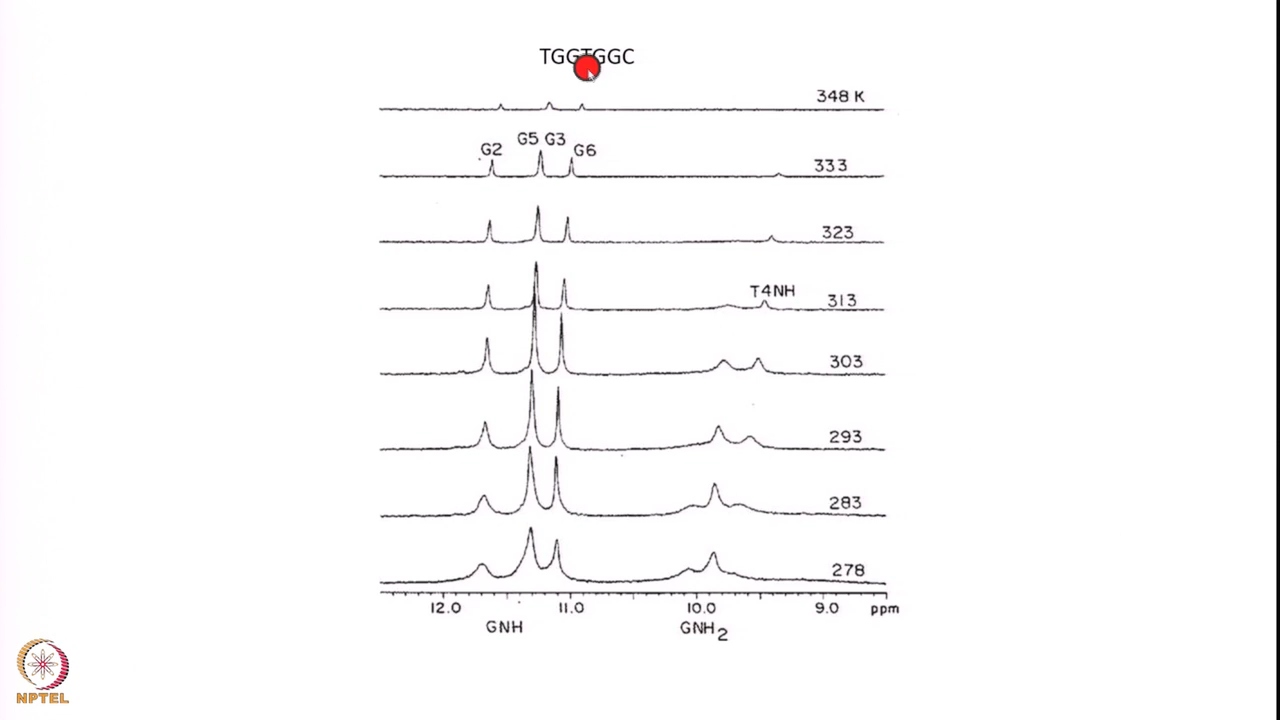 TGGTGGC
348 K
G2 G5 G3 G6
333
323
T4NH
313
303
293
283
278
12.0 11.0 10.0 9.0 ppm
GNH GNH2
NPTEL